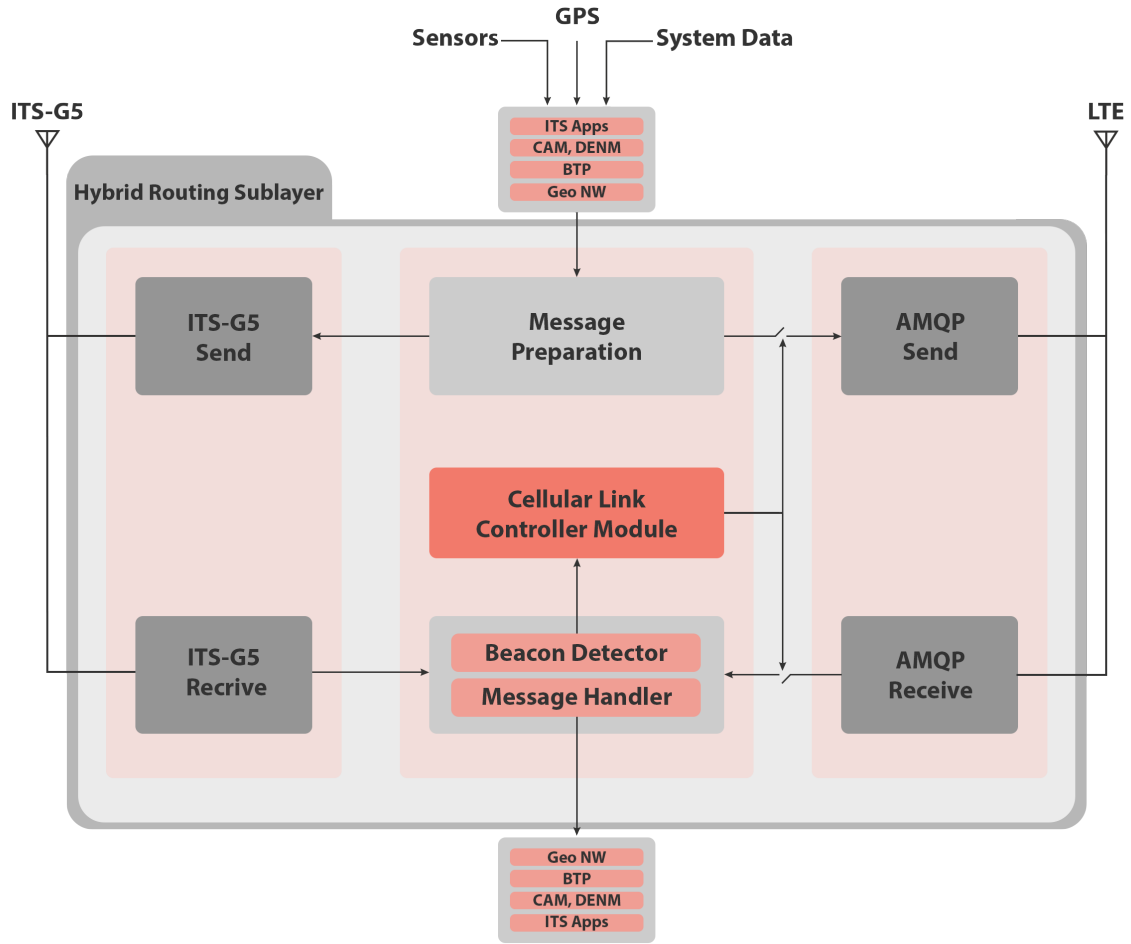 GPS
Sensors
System Data
ITS-G5
LTE
ITS Apps
CAM, DENM
BTP
Geo NW
Hybrid Routing Sublayer
ITS-G5
Send
Message
Preparation
AMQP
Send
Cellular Link
Controller Module
ITS-G5
Recrive
Beacon Detector
Message Handler
AMQP
Receive
Geo NW
BTP
CAM, DENM
ITS Apps